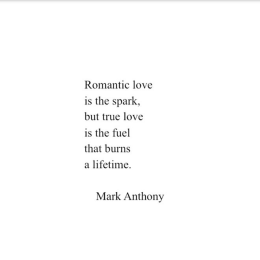 Romantic love
is the spark,
but true love
is the fuel
that burns
a lifetime.
Mark Anthony